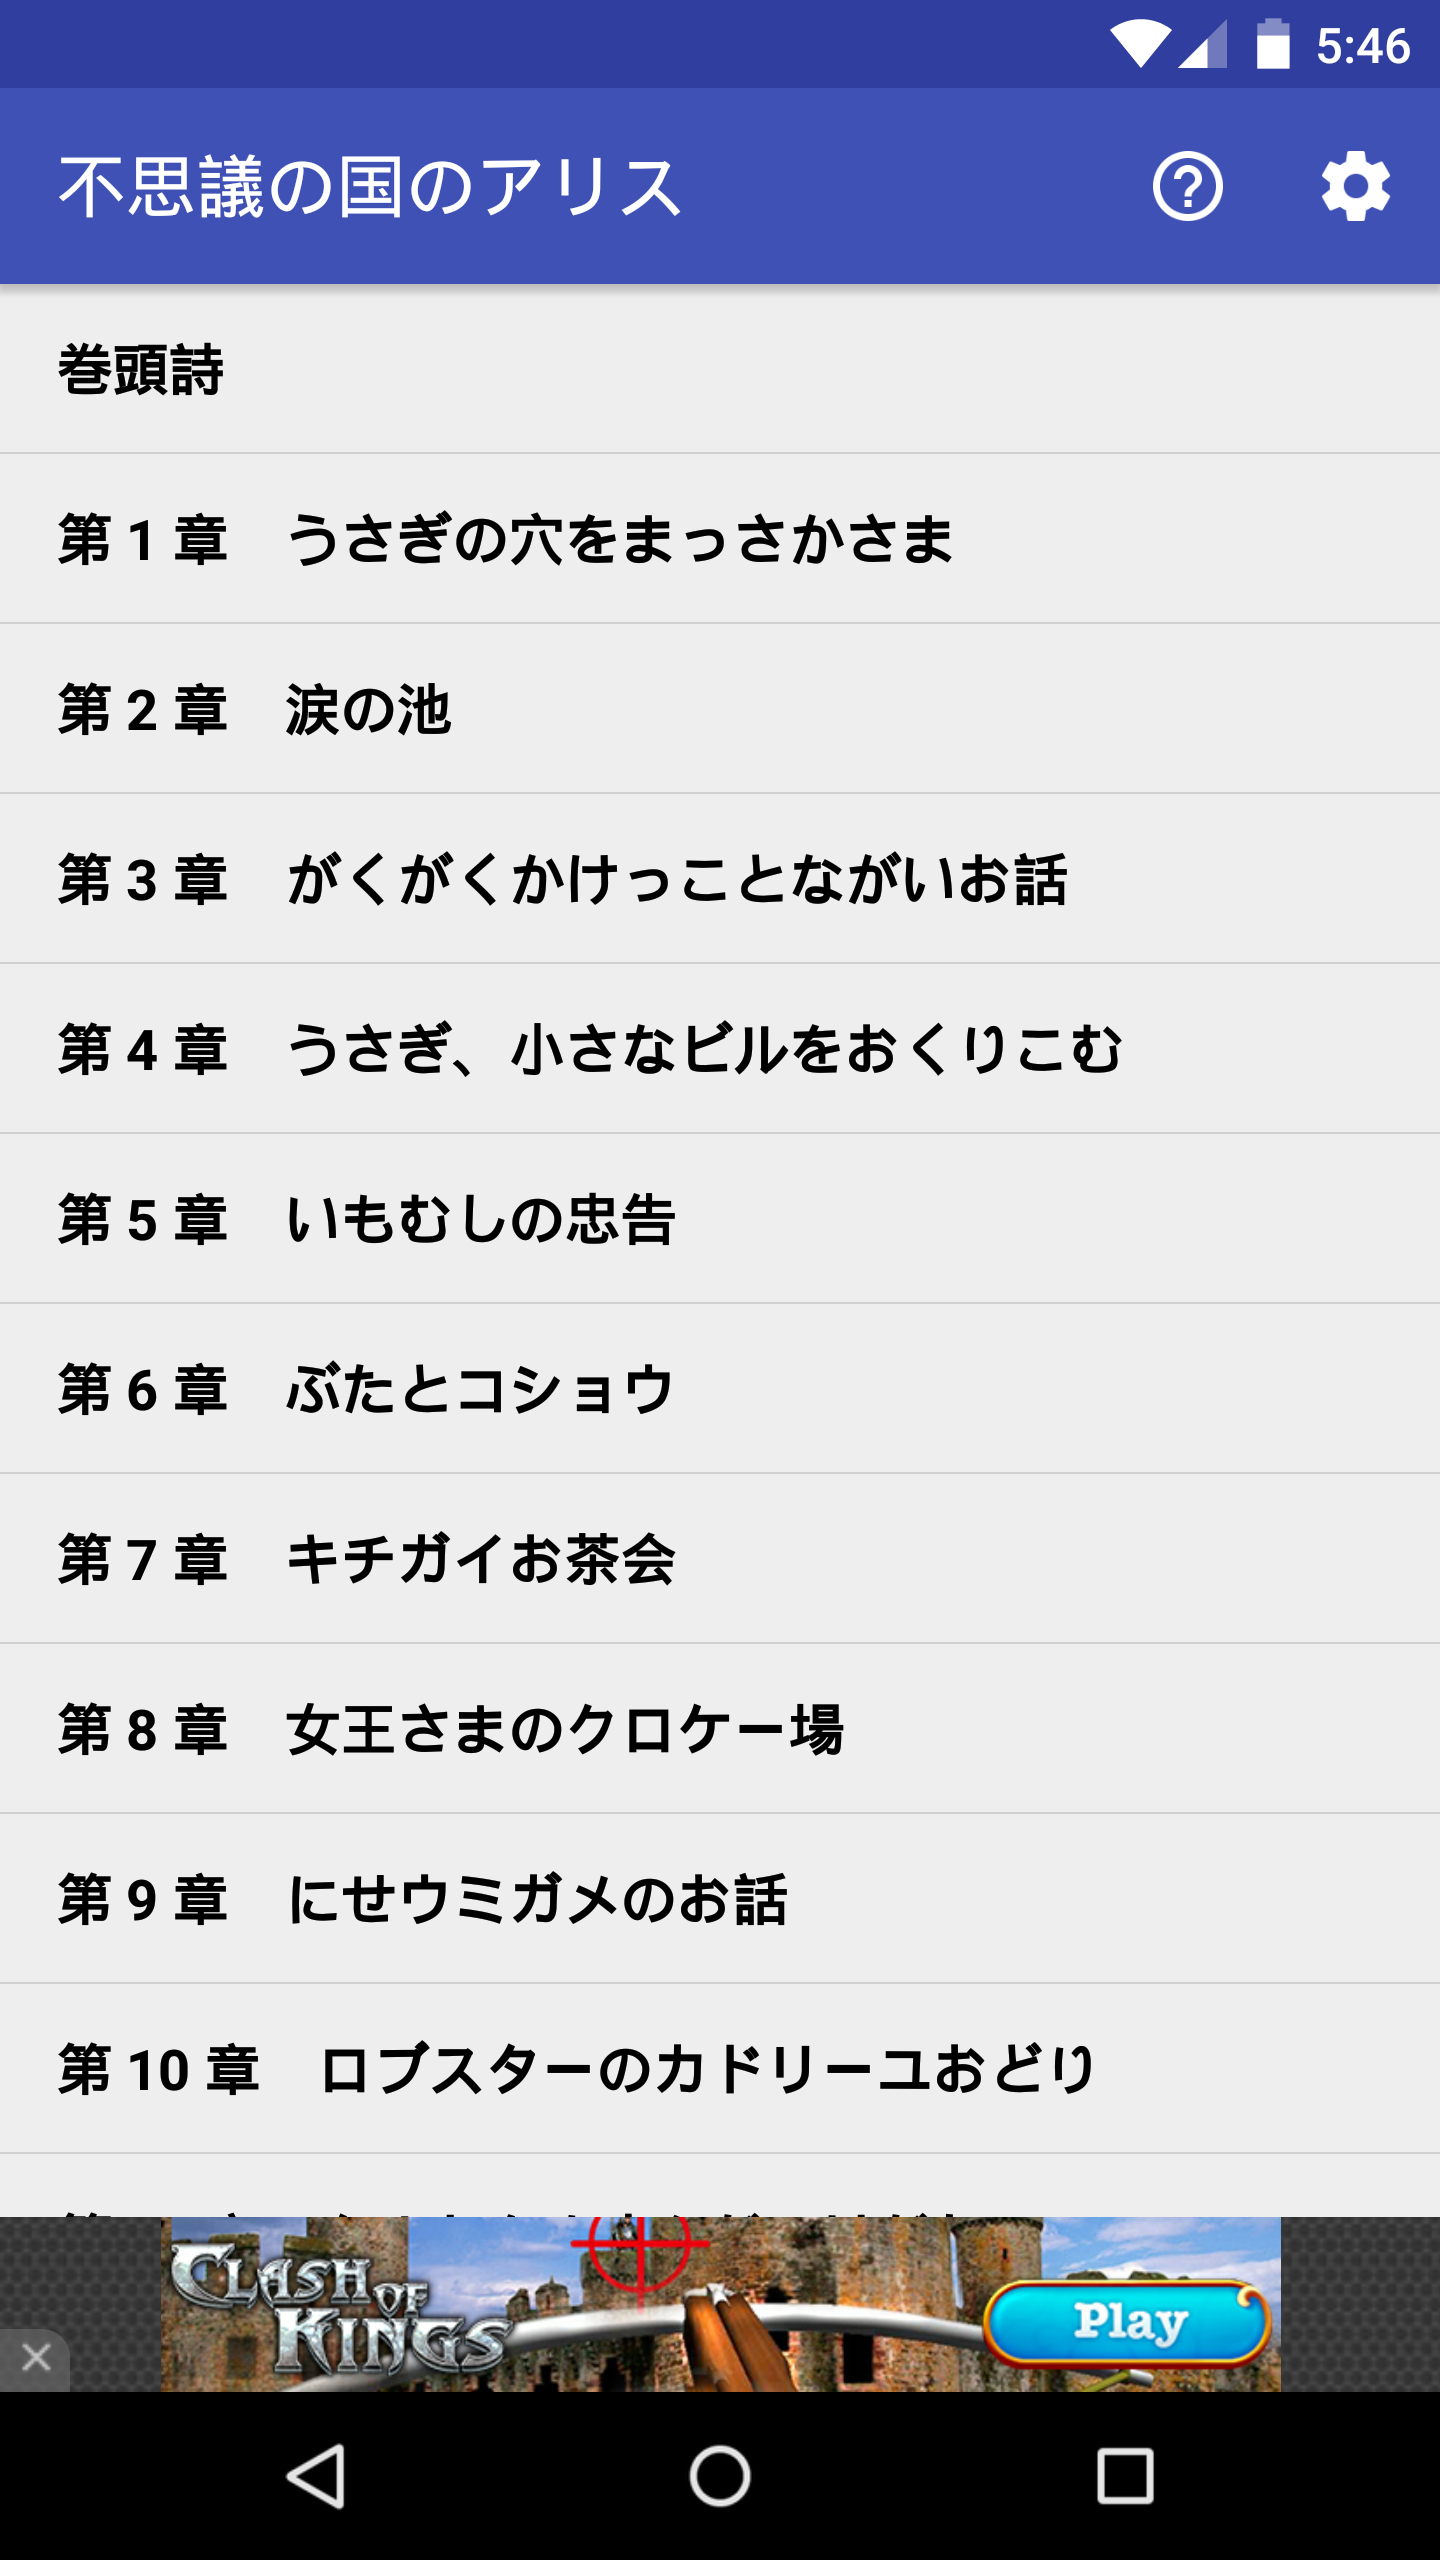 5:46
不思議の国のアリス
巻頭詩
第 1 章　うさぎの穴をまっさかさま
第 2 章　涙の池
第 3 章　がくがくかけっことながいお話
第 4 章　うさぎ、小さなビルをおくりこむ
第 5 章　いもむしの忠告
第 6 章　ぶたとコショウ
第 7 章　キチガイお茶会
第 8 章　女王さまのクロケー場
第 9 章　にせウミガメのお話
第 10 章　ロブスターのカドリーユおどり
CLASH OF
KINGS
Play